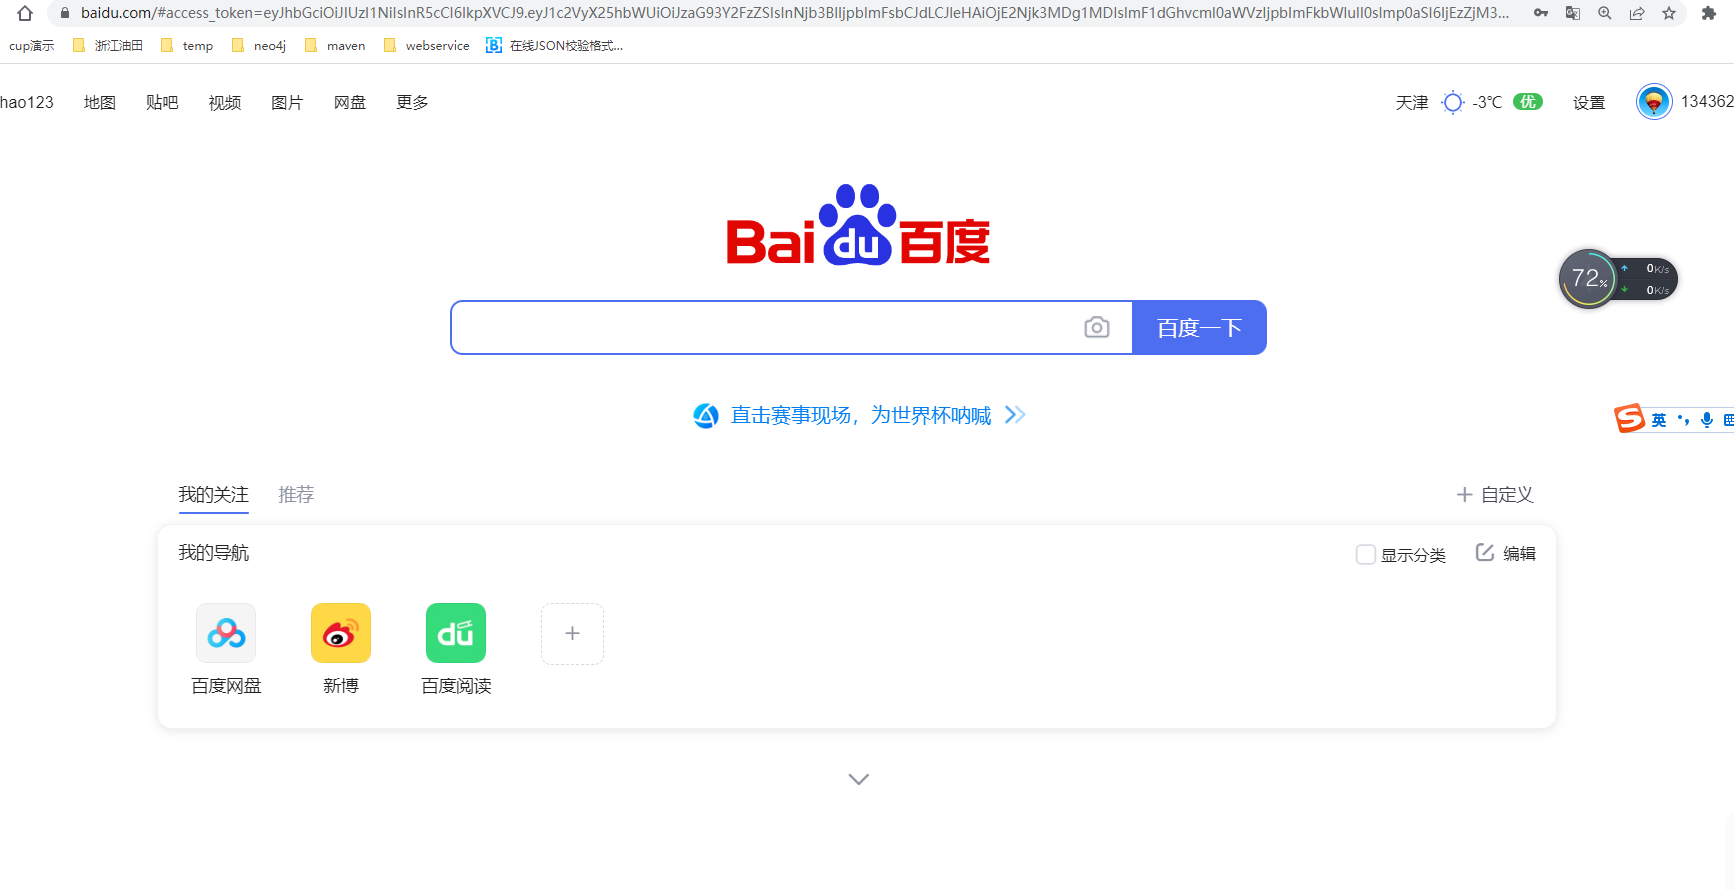 baidu.com/#access_token=eyJhbGciOiJIUzI1NiIsInR5cCI6IkpXVCJ9.eyJ1c2VyX25hbWUiOiJzaG93Y2FzZSIsInNjb3BlIjpbImFsbCJdLCJleHAiOjE2Njk3MDg1MDIsImF1dGhvcml0aWVzIjpbImFkbWluIl0sImp0aSI6IjEzZjM3...
cup演示 浙江油田 temp neo4j maven webservice 在线JSON校验格式...
hao123 地图 贴吧 视频 图片 网盘 更多 天津 -3℃ 优 设置 134362
Bai du 百度
72% 0K/s
0K/s
百度一下
直击赛事现场，为世界杯呐喊
S 英
我的关注 推荐 自定义
我的导航 显示分类 编辑
du
百度网盘 新博 百度阅读